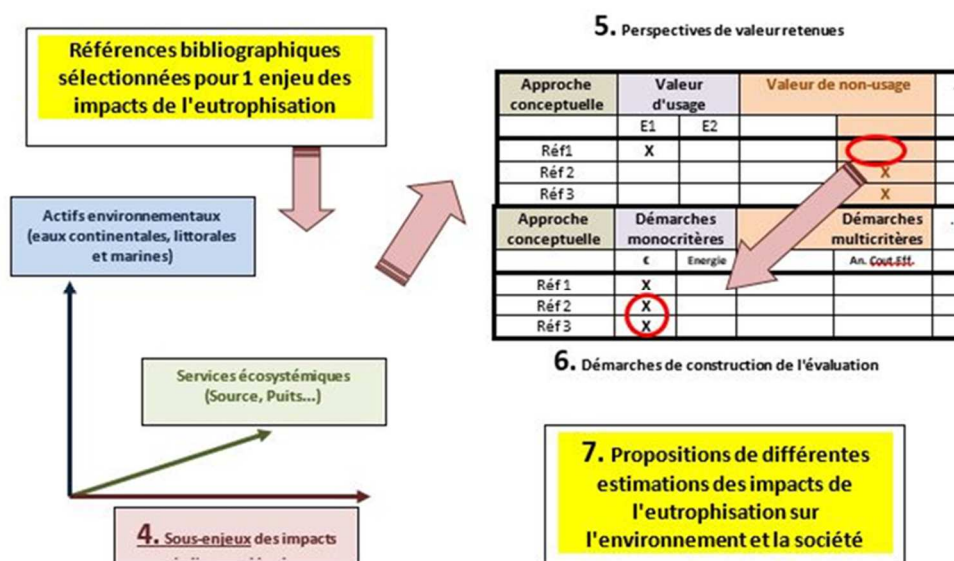 Références bibliographiques
sélectionnées pour 1 enjeu des
impacts de l'eutrophisation
Actifs environnementaux
(eaux continentales, littorales
et marines)
Services écosystémiques
(Source, Puits...)
4. Sous-enjeux des impacts
5. Perspectives de valeur retenues
Approche conceptuelle Valeur d'usage Valeur de non-usage
E1 E2
Réf1 X
Réf 2 X
Réf 3 X
Approche conceptuelle Démarches monocritères Démarches multicritères
€ Energie An. Cout.Eff.
Réf 1 X
Réf 2 X
Réf 3 X
6. Démarches de construction de l'évaluation
7. Propositions de différentes
estimations des impacts de
l'eutrophisation sur
l'environnement et la société